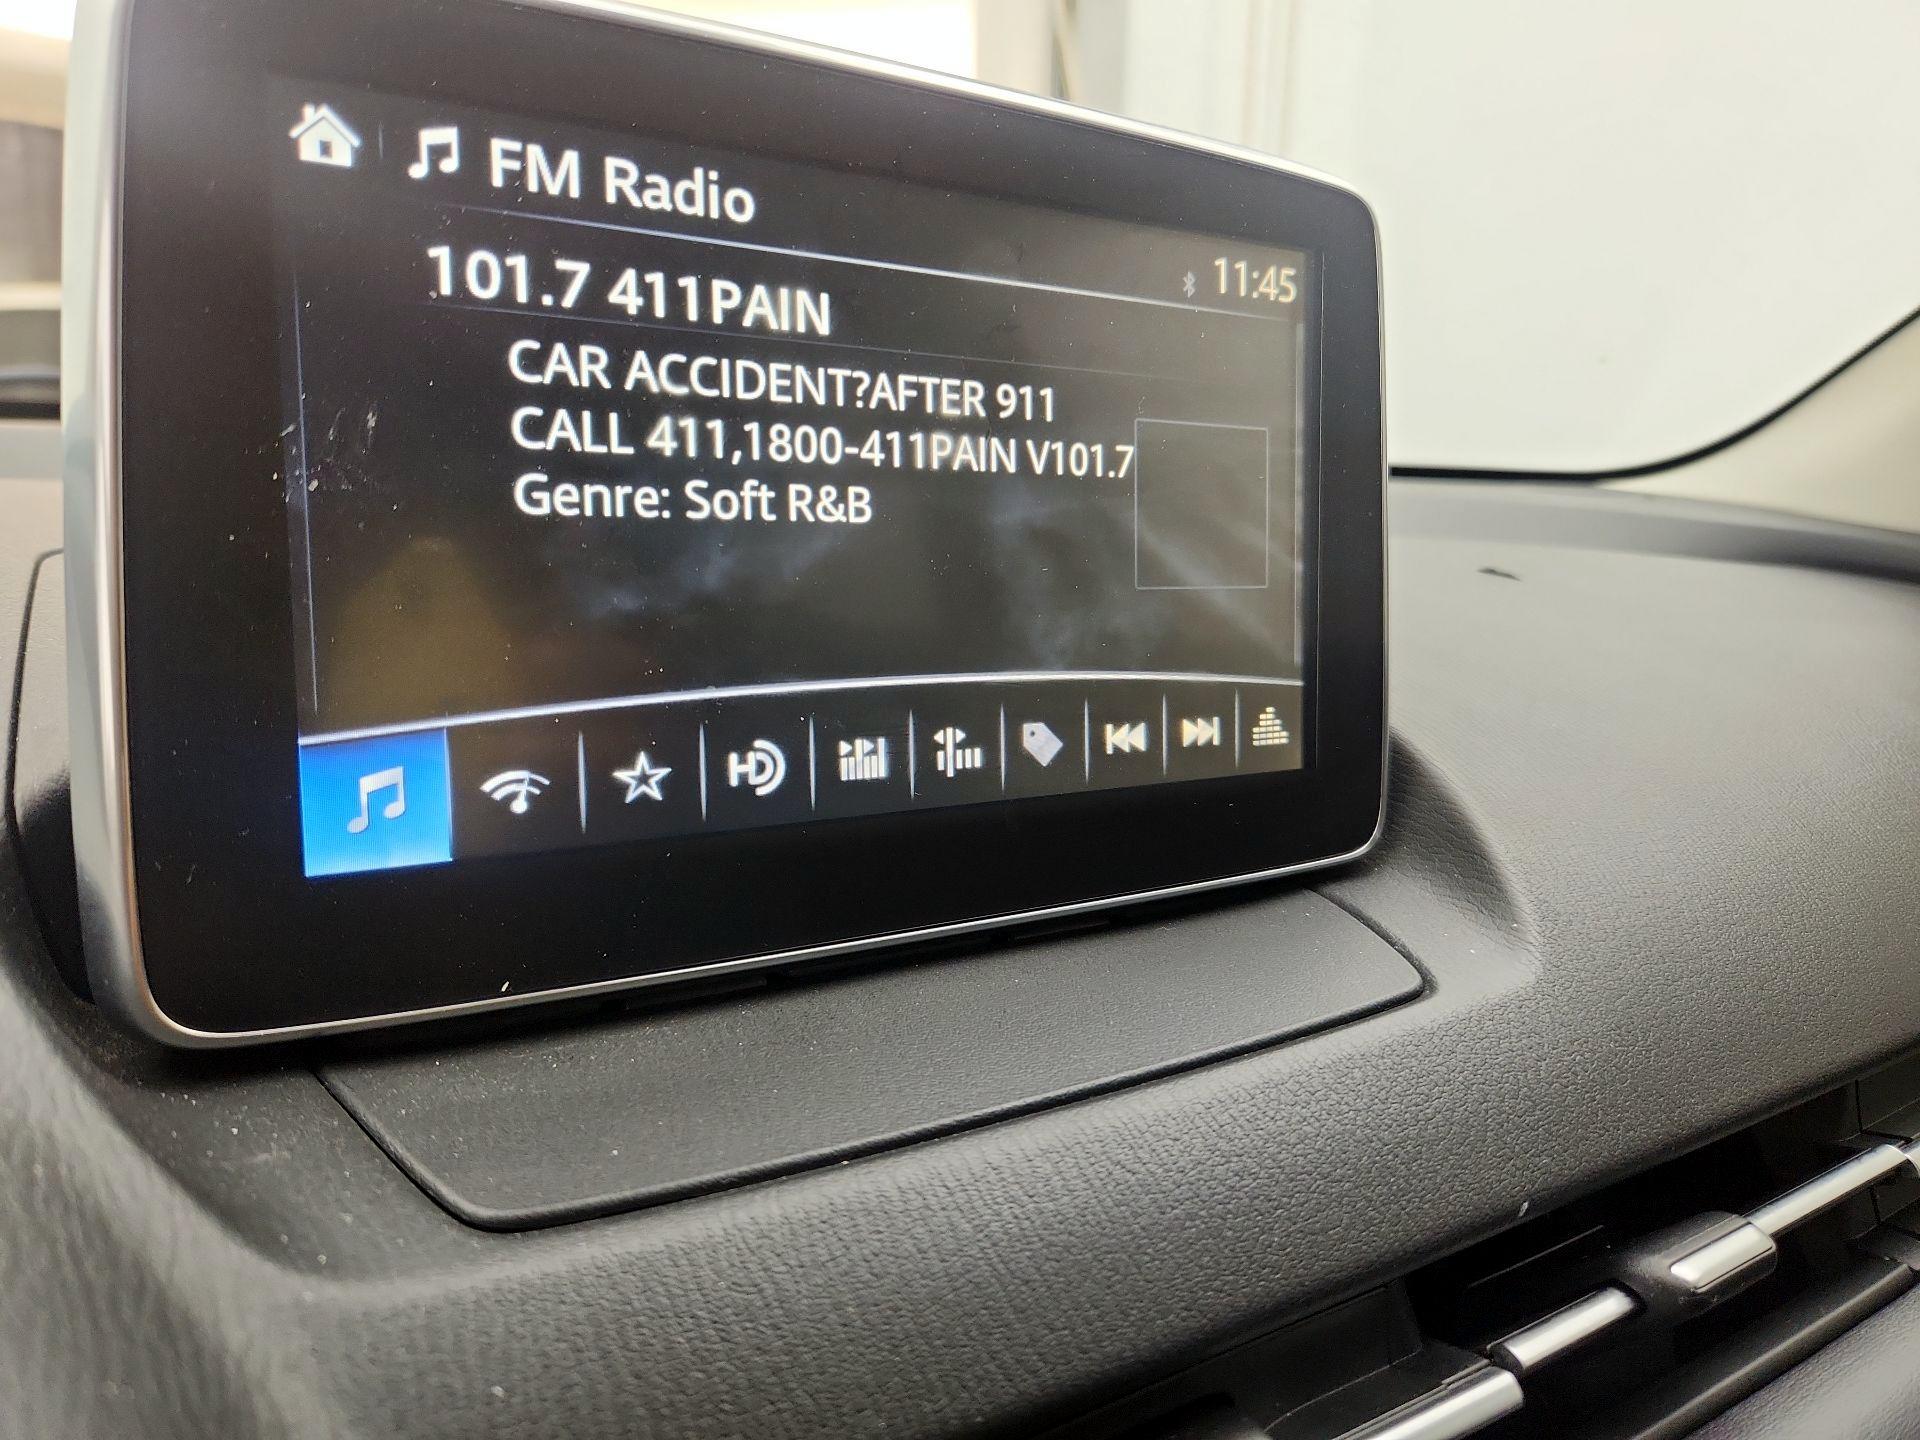 FM Radio
11:45
101.7 411PAIN
CAR ACCIDENT?AFTER 911
CALL 411,1800-411PAIN V101.7
Genre: Soft R&B
HD